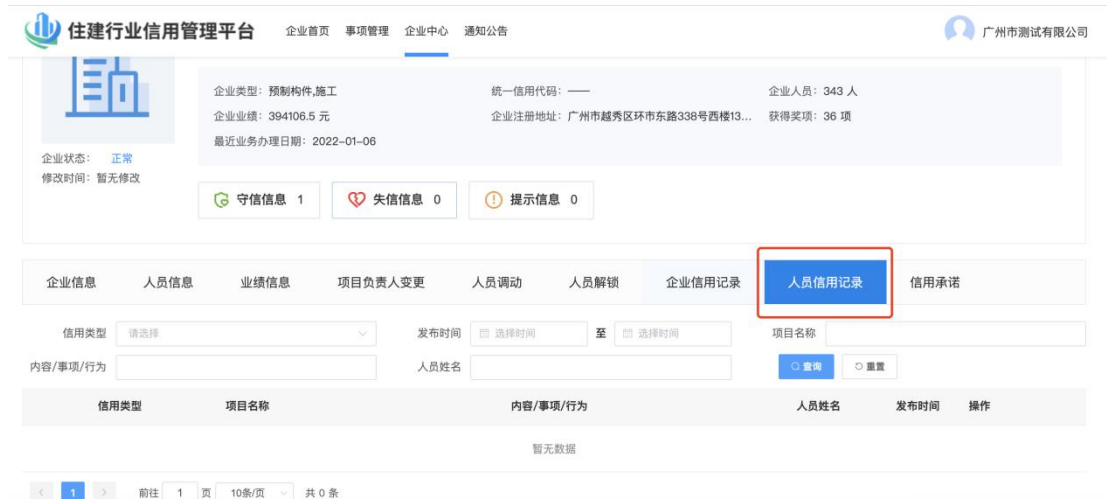 住建行业信用管理平台 企业首页 事项管理 企业中心 通知公告 广州市测试有限公司
企业类型：预制构件,施工 统一信用代码：—— 企业人员：343 人
企业业绩：394106.5 元 企业注册地址：广州市越秀区环市东路338号西楼13... 获得奖项：36 项
最近业务办理日期：2022-01-06
企业状态： 正常
修改时间：暂无修改
守信信息 1 失信信息 0 提示信息 0
企业信息 人员信息 业绩信息 项目负责人变更 人员调动 人员解锁 企业信用记录 人员信用记录 信用承诺
信用类型 请选择 发布时间 选择时间 至 选择时间 项目名称
内容/事项/行为 人员姓名 查询 重置
信用类型 项目名称 内容/事项/行为 人员姓名 发布时间 操作
暂无数据
< 1 > 前往 1 页 10条/页 共 0 条